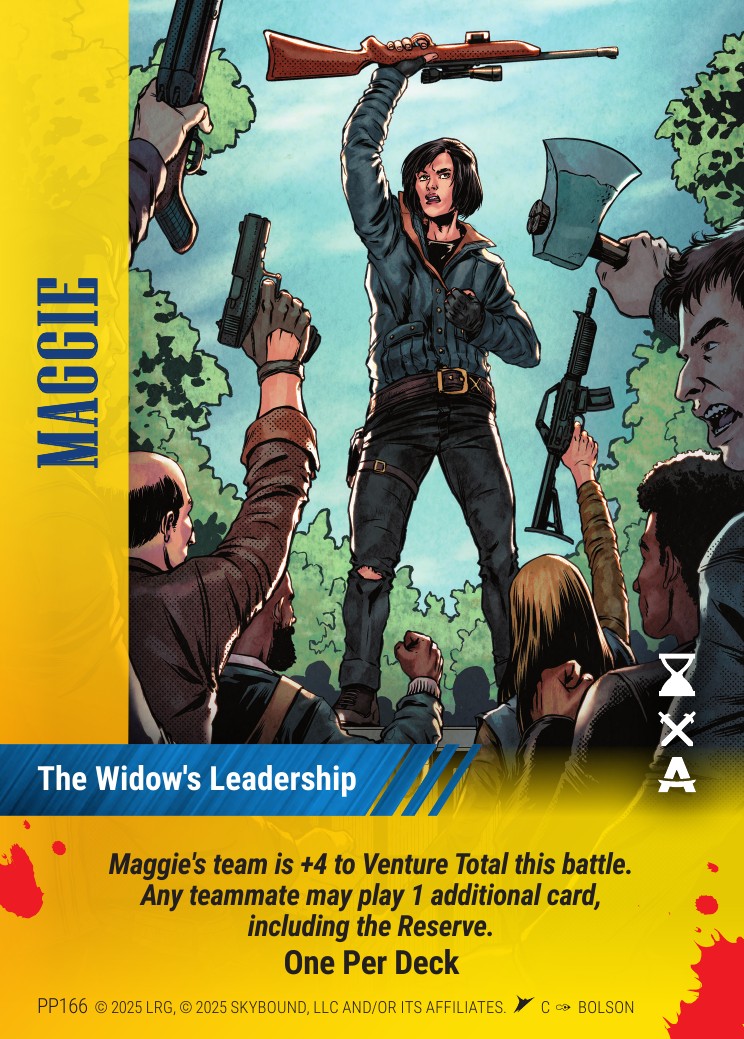 MAGGIE
The Widow's Leadership
Maggie's team is +4 to Venture Total this battle.
Any teammate may play 1 additional card,
including the Reserve.
One Per Deck
PP166 © 2025 LRG, © 2025 SKYBOUND, LLC AND/OR ITS AFFILIATES. C BOLSON